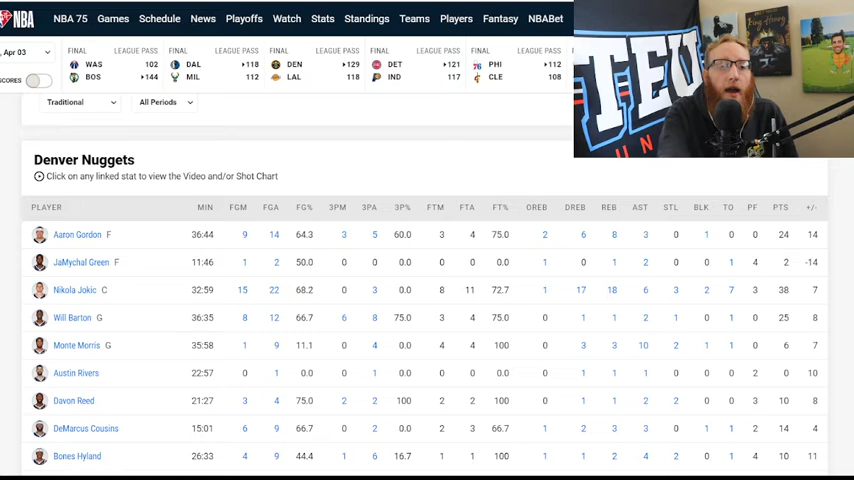 NBA NBA 75 Games Schedule News Playoffs Watch Stats Standings Teams Players Fantasy NBABet
, Apr 03
FINAL LEAGUE PASS FINAL LEAGUE PASS FINAL LEAGUE PASS FINAL LEAGUE PASS FINAL LEAGUE PASS
WAS 102 DAL 118 DEN 129 DET 121 PHI 112
SCORES BOS 144 MIL 112 LAL 118 IND 117 CLE 108
TEU
UN
Traditional All Periods
Denver Nuggets
Click on any linked stat to view the Video and/or Shot Chart
PLAYER MIN FGM FGA FG% 3PM 3PA 3P% FTM FTA FT% OREB DREB REB AST STL BLK TO PF PTS +/-
Aaron Gordon F 36:44 9 14 64.3 3 5 60.0 3 4 75.0 2 6 8 3 0 1 0 0 24 14
JaMychal Green F 11:46 1 2 50.0 0 0 0.0 0 0 0.0 1 0 1 2 0 0 1 4 2 -14
Nikola Jokic C 32:59 15 22 68.2 0 3 0.0 8 11 72.7 1 17 18 6 3 2 7 3 38 7
Will Barton G 36:35 8 12 66.7 6 8 75.0 3 4 75.0 0 1 1 2 1 0 1 0 25 8
Monte Morris G 35:58 1 9 11.1 0 4 0.0 4 4 100 0 3 3 10 2 1 1 0 6 7
Austin Rivers 22:57 0 1 0.0 0 1 0.0 0 0 0.0 0 1 1 1 0 0 0 2 0 10
Davon Reed 21:27 3 4 75.0 2 2 100 2 2 100 0 1 1 2 2 0 0 3 10 8
DeMarcus Cousins 15:01 6 9 66.7 0 2 0.0 2 3 66.7 1 2 3 3 0 1 1 2 14 4
Bones Hyland 26:33 4 9 44.4 1 6 16.7 1 1 100 0 1 1 2 4 2 0 1 4 10 11